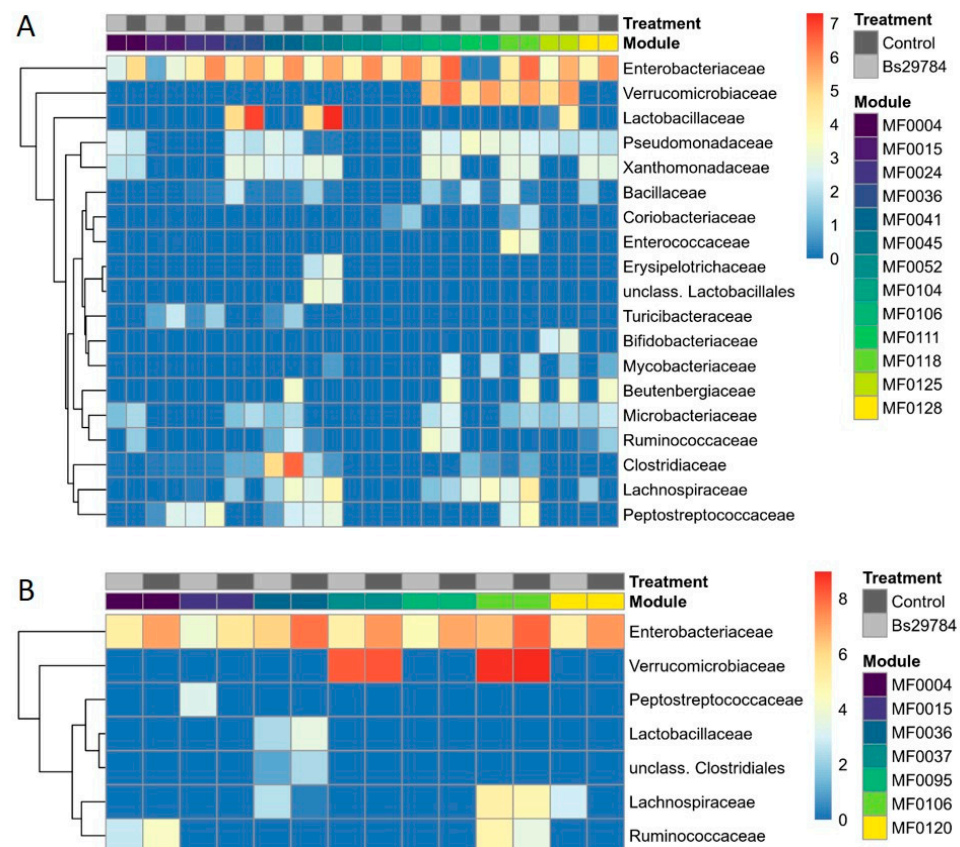 A
Treatment
Module
Enterobacteriaceae
Verrucomicrobiaceae
Lactobacillaceae
Pseudomonadaceae
Xanthomonadaceae
Bacillaceae
Coriobacteriaceae
Enterococcaceae
Erysipelotrichaceae
unclass. Lactobacillales
Turicibacteraceae
Bifidobacteriaceae
Mycobacteriaceae
Beutenbergiaceae
Microbacteriaceae
Ruminococcaceae
Clostridiaceae
Lachnospiraceae
Peptostreptococcaceae
7
6
5
4
3
2
1
0
Treatment
Control
Bs29784
Module
MF0004
MF0015
MF0024
MF0036
MF0041
MF0045
MF0052
MF0104
MF0106
MF0111
MF0118
MF0125
MF0128
B
Treatment
Module
Enterobacteriaceae
Verrucomicrobiaceae
Peptostreptococcaceae
Lactobacillaceae
unclass. Clostridiales
Lachnospiraceae
Ruminococcaceae
8
6
4
2
0
Treatment
Control
Bs29784
Module
MF0004
MF0015
MF0036
MF0037
MF0095
MF0106
MF0120